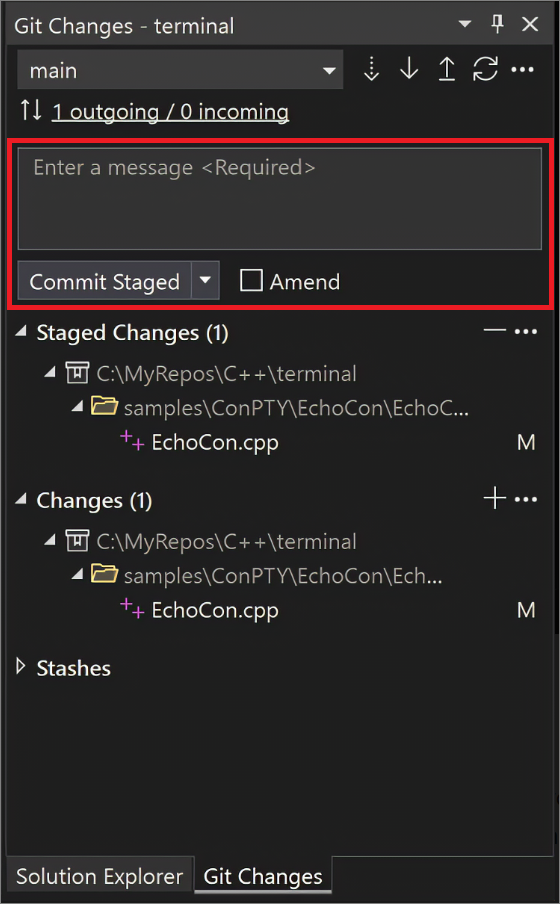 Git Changes - terminal
main
1 outgoing / 0 incoming
Enter a message <Required>
Commit Staged Amend
Staged Changes (1)
C:\MyRepos\C++\terminal
samples\ConPTY\EchoCon\EchoC...
EchoCon.cpp M
Changes (1)
C:\MyRepos\C++\terminal
samples\ConPTY\EchoCon\Ech...
EchoCon.cpp M
Stashes
Solution Explorer Git Changes